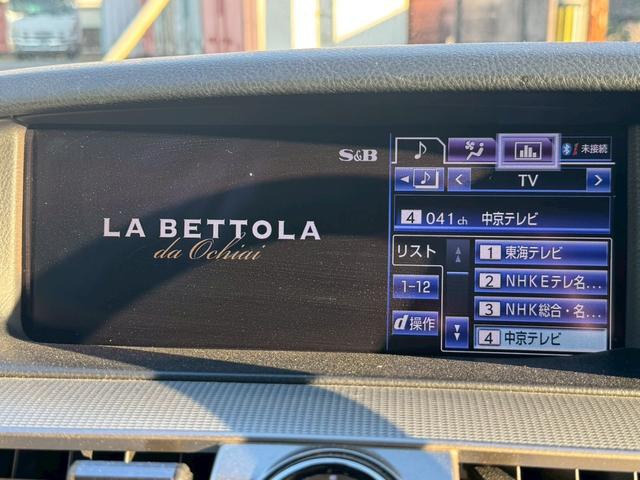 S&B
LA BETTOLA
da Ochiai
未接続
TV
4 041ch 中京テレビ
リスト
1-12
d操作
1 東海テレビ
2 NHKEテレ名...
3 NHK総合・名...
4 中京テレビ